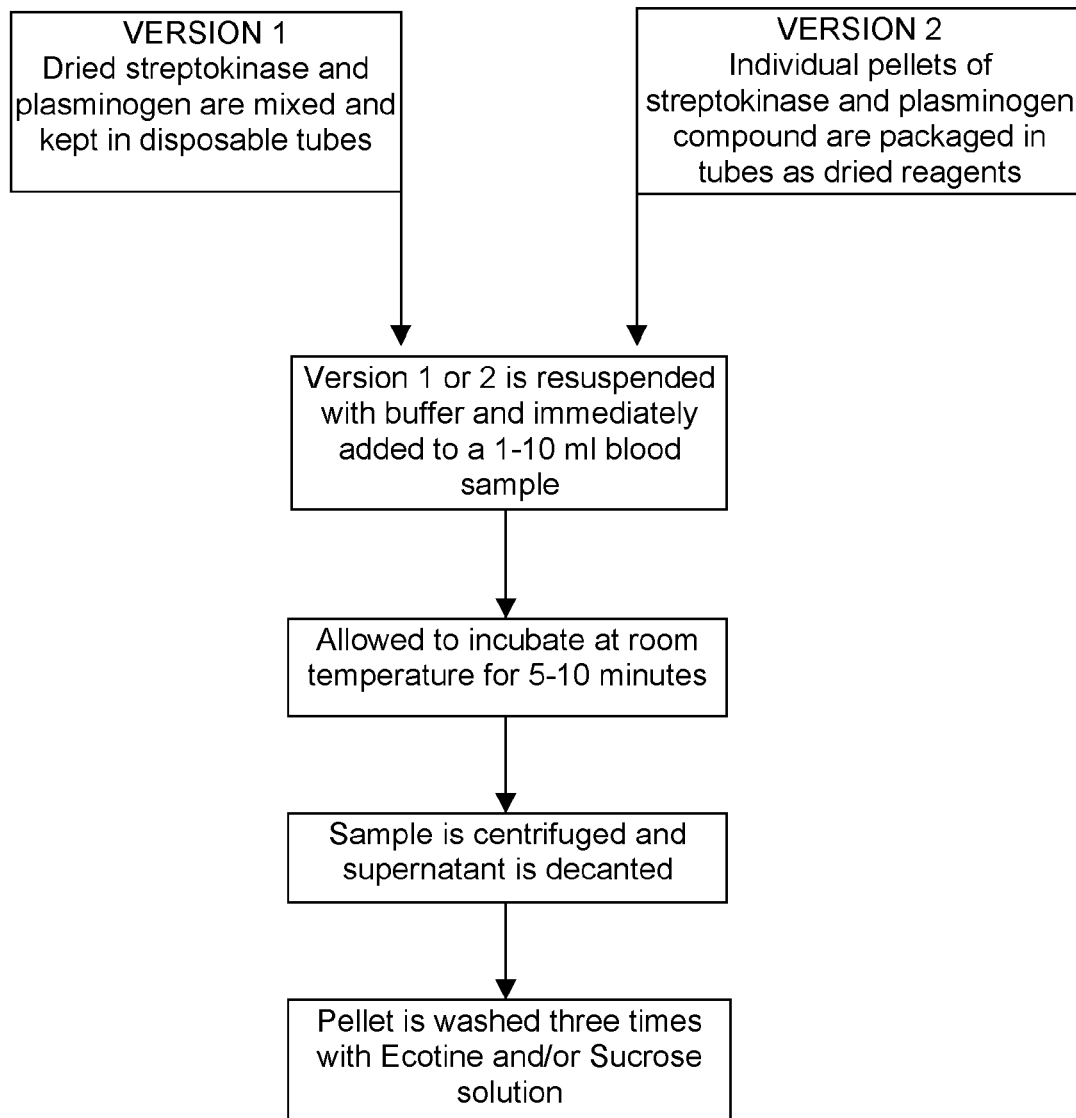 VERSION 1
Dried streptokinase and
plasminogen are mixed and
kept in disposable tubes
VERSION 2
Individual pellets of
streptokinase and plasminogen
compound are packaged in
tubes as dried reagents
Version 1 or 2 is resuspended
with buffer and immediately
added to a 1-10 ml blood
sample
Allowed to incubate at room
temperature for 5-10 minutes
Sample is centrifuged and
supernatant is decanted
Pellet is washed three times
with Ecotine and/or Sucrose
solution